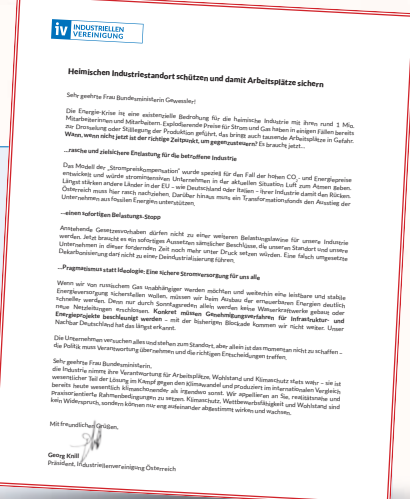 iv INDUSTRIELLEN
VEREINIGUNG
Heimischen Industriestandort schützen und damit Arbeitsplätze sichern
Sehr geehrte Frau Bundesministerin Gewessler!
Die Energie-Krise ist eine existenzielle Bedrohung für die heimische Industrie mit ihren rund 1 Mio.
Mitarbeiterinnen und Mitarbeitern. Explodierende Preise für Strom und Gas haben in einigen Fällen bereits
zu Drosselung oder Stilllegung der Produktion geführt, das bringt auch tausende Arbeitsplätze in Gefahr.
Wann, wenn nicht jetzt ist der richtige Zeitpunkt, um gegenzusteuern? Es braucht jetzt...
...rasche und zielsichere Entlastung für die betroffene Industrie
Das Modell der „Strompreiskompensation“ wurde speziell für den Fall der hohen CO2- und Energiepreise
entwickelt und würde stromintensiven Unternehmen in der aktuellen Situation Luft zum Atmen geben.
Längst stärken andere Länder in der EU – wie Deutschland oder Italien – ihrer Industrie damit den Rücken.
Österreich muss hier rasch nachziehen. Darüber hinaus muss ein Transformationsfonds den Ausstieg der
Unternehmen aus fossilen Energien unterstützen.
...einen sofortigen Belastungs-Stopp
Anstehende Gesetzesvorhaben dürfen nicht zu einer weiteren Belastungslawine für unsere Industrie
werden. Jetzt braucht es ein sofortiges Aussetzen sämtlicher Beschlüsse, die unseren Standort und unsere
Unternehmen in dieser fordernden Zeit noch mehr unter Druck setzen würden. Eine falsch umgesetzte
Dekarbonisierung darf nicht zu einer Deindustrialisierung führen.
...Pragmatismus statt Ideologie: Eine sichere Stromversorgung für uns alle
Wenn wir von russischem Gas unabhängiger werden möchten und weiterhin eine leistbare und stabile
Energieversorgung sicherstellen wollen, müssen wir beim Ausbau der erneuerbaren Energien deutlich
schneller werden. Denn nur durch Sonntagsreden allein werden keine Wasserkraftwerke gebaut oder
neue Netzleitungen erschlossen. Konkret müssen Genehmigungsverfahren für Infrastruktur- und
Energieprojekte beschleunigt werden – mit der bisherigen Blockade kommen wir nicht weiter. Unser
Nachbar Deutschland hat das längst erkannt.
Die Unternehmen versuchen alles und stehen zum Standort, aber allein ist das momentan nicht zu schaffen –
die Politik muss Verantwortung übernehmen und die richtigen Entscheidungen treffen.
Sehr geehrte Frau Bundesministerin,
die Industrie nimmt ihre Verantwortung für Arbeitsplätze, Wohlstand und Klimaschutz stets wahr – sie ist
wesentlicher Teil der Lösung im Kampf gegen den Klimawandel und produziert im internationalen Vergleich
bereits heute wesentlich klimaschonender als irgendwo sonst. Wir appellieren an Sie, realitätsnahe und
Praxisorientierte Rahmenbedingungen zu setzen. Klimaschutz, Wettbewerbsfähigkeit und Wohlstand sind
kein Widerspruch, sondern können nur eng aufeinander abgestimmt wirken und wachsen.
Mit freundlichen Grüßen,
Georg Knill
Präsident, Industriellenvereinigung Österreich